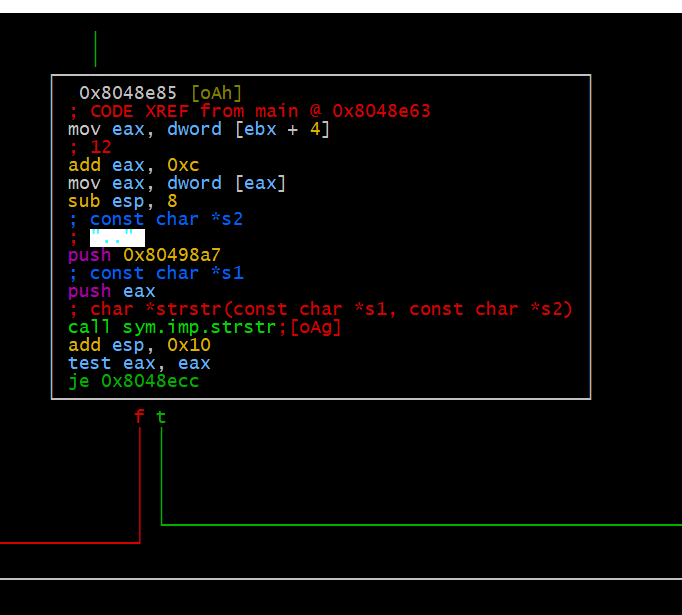 0x8048e85 [oAh]
; CODE XREF from main @ 0x8048e63
mov eax, dword [ebx + 4]
; 12
add eax, 0xc
mov eax, dword [eax]
sub esp, 8
; const char *s2
; ".."
push 0x80498a7
; const char *s1
push eax
; char *strstr(const char *s1, const char *s2)
call sym.imp.strstr;[oAg]
add esp, 0x10
test eax, eax
je 0x8048ecc
f t